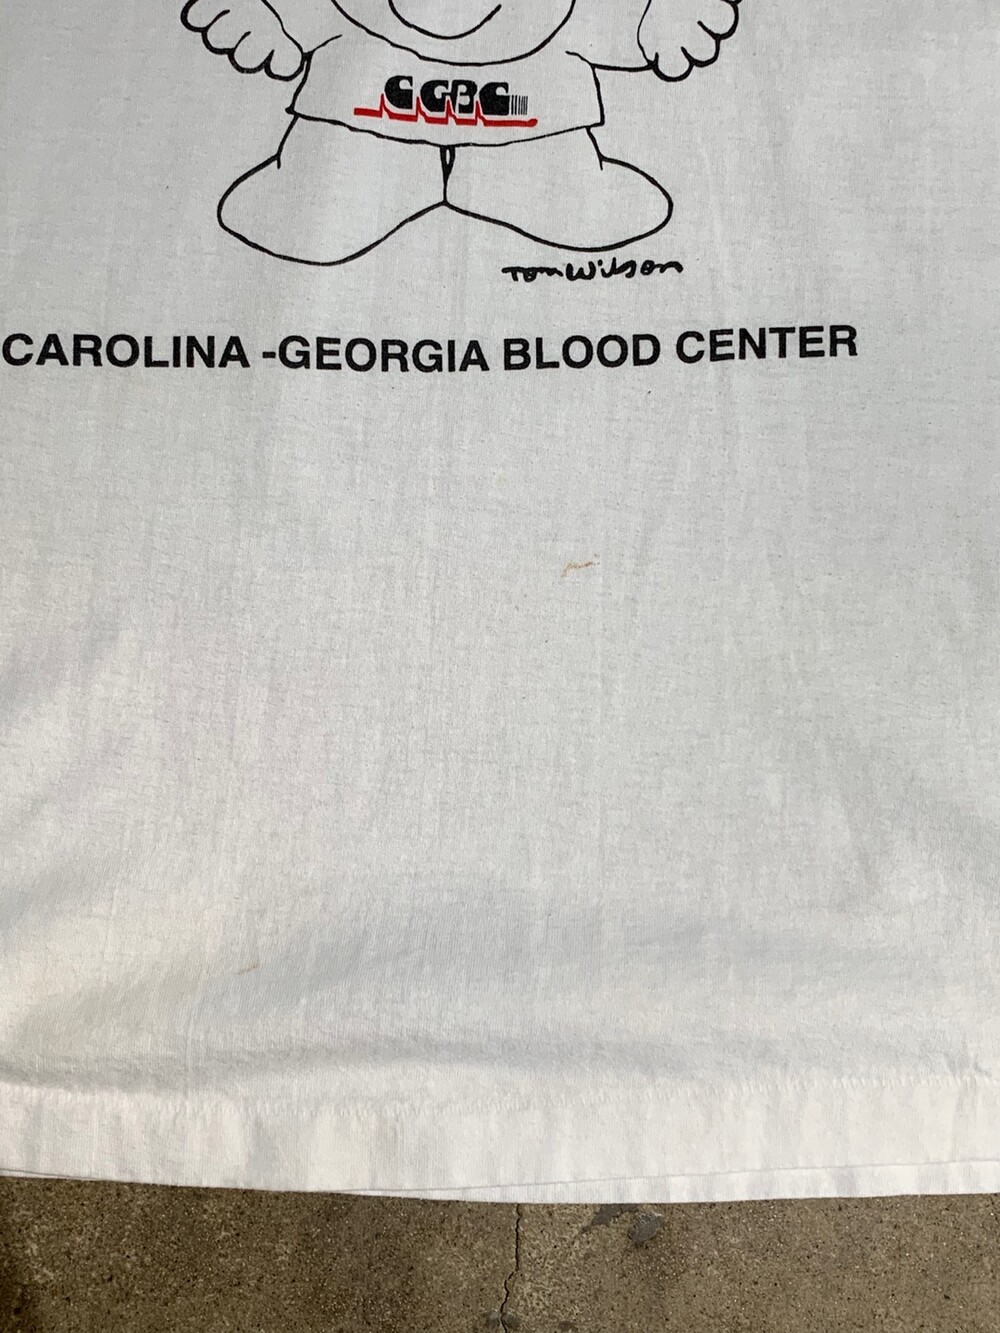 CGBC
Tom Wilson
CAROLINA -GEORGIA BLOOD CENTER